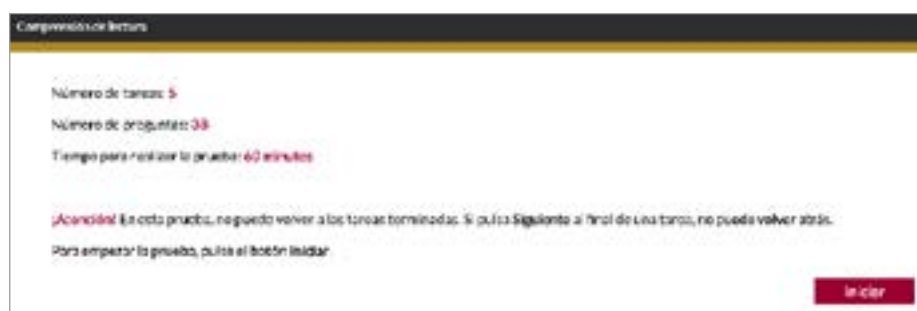 Comprensión de lectura
Número de tareas: 5
Número de preguntas: 38
Tiempo para realizar la prueba: 60 minutos
¡Atención! En esta prueba, no puede volver a las tareas terminadas. Si pulsa Siguiente al final de una tarea, no puede volver atrás.
Para empezar la prueba, pulse el botón Iniciar
Iniciar